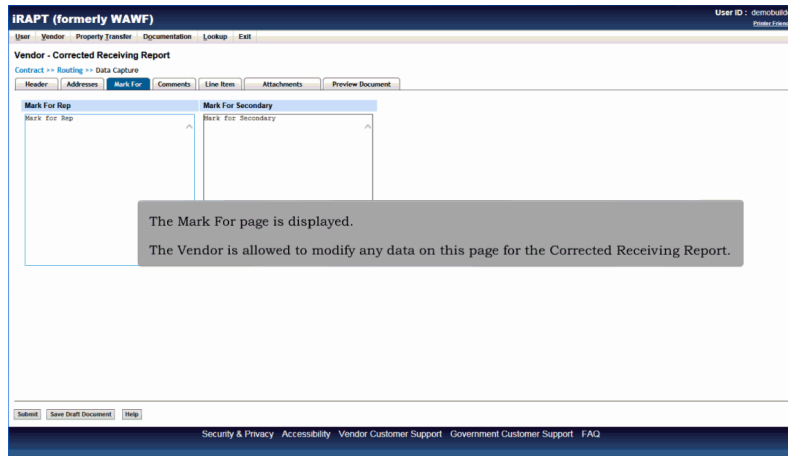 iRAPT (formerly WAWF)
User ID : demobuild
Printer Frien
User Vendor Property Transfer Documentation Lookup Exit
Vendor - Corrected Receiving Report
Contract >> Routing >> Data Capture
Header Addresses Mark For Comments Line Item Attachments Preview Document
Mark For Rep Mark For Secondary
Mark for Rep Mark for Secondary
The Mark For page is displayed.
The Vendor is allowed to modify any data on this page for the Corrected Receiving Report.
Submit Save Draft Document Help
Security & Privacy Accessibility Vendor Customer Support Government Customer Support FAQ